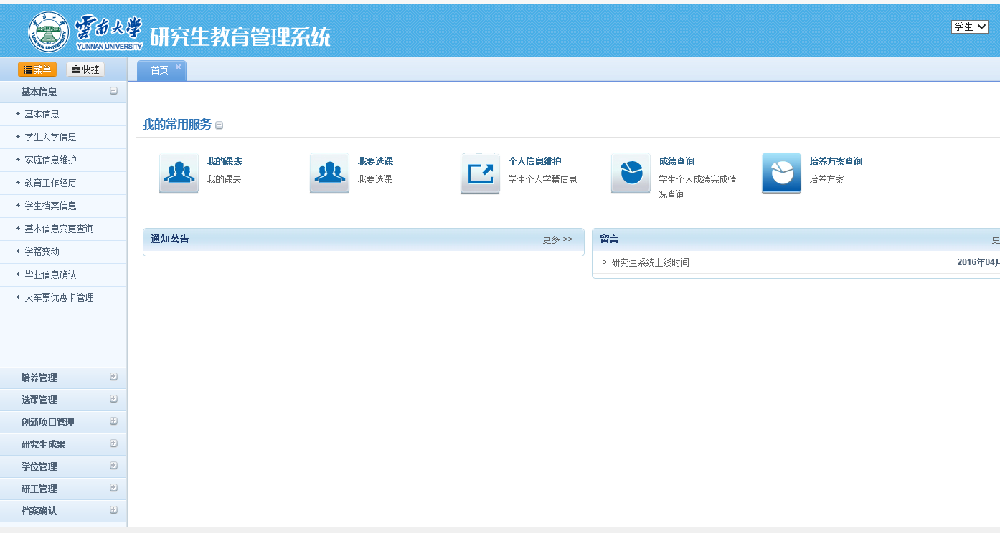 雲南大学
YUNNAN UNIVERSITY
研究生教育管理系统
学生
菜单
快捷
首页
基本信息
基本信息
学生入学信息
家庭信息维护
教育工作经历
学生档案信息
基本信息变更查询
学籍变动
毕业信息确认
火车票优惠卡管理
培养管理
选课管理
创新项目管理
研究生成果
学位管理
研工管理
档案确认
我的常用服务
我的课表
我的课表
我要选课
我要选课
个人信息维护
学生个人学籍信息
成绩查询
学生个人成绩完成情
况查询
培养方案查询
培养方案
通知公告 更多 >>
留言 更
研究生系统上线时间 2016年04月